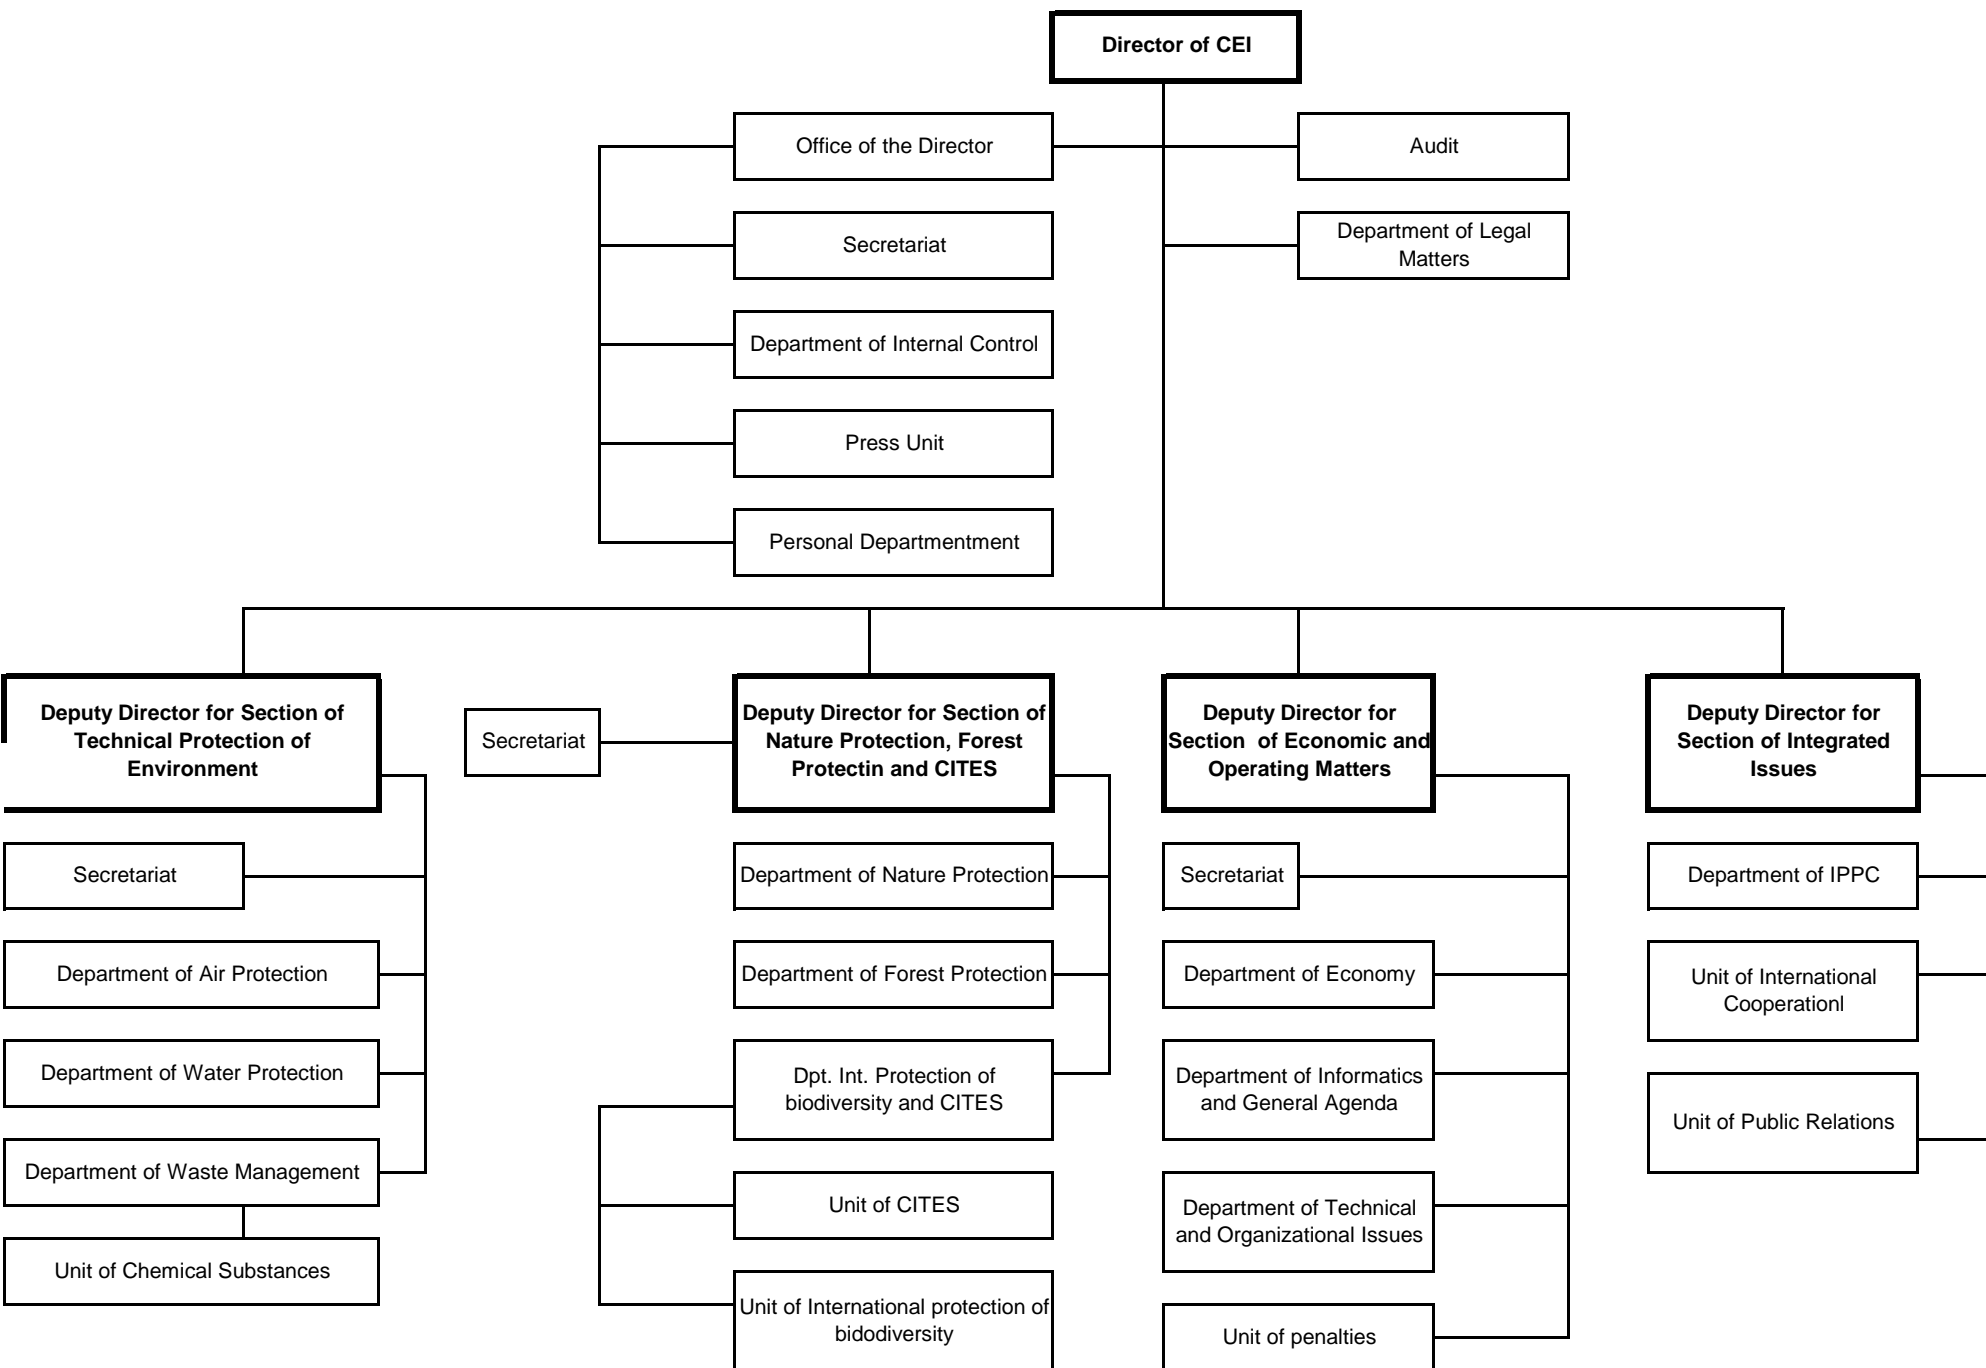 Director of CEI
Office of the Director
Audit
Secretariat
Department of Legal
Matters
Department of Internal Control
Press Unit
Personal Departmentment
Deputy Director for Section of
Technical Protection of
Environment
Secretariat
Deputy Director for Section of
Nature Protection, Forest
Protectin and CITES
Deputy Director for
Section of Economic and
Operating Matters
Deputy Director for
Section of Integrated
Issues
Secretariat
Department of Air Protection
Department of Water Protection
Department of Waste Management
Unit of Chemical Substances
Department of Nature Protection
Department of Forest Protection
Dpt. Int. Protection of
biodiversity and CITES
Unit of CITES
Unit of International protection of
bidodiversity
Secretariat
Department of Economy
Department of Informatics
and General Agenda
Department of Technical
and Organizational Issues
Unit of penalties
Department of IPPC
Unit of International
Cooperationl
Unit of Public Relations